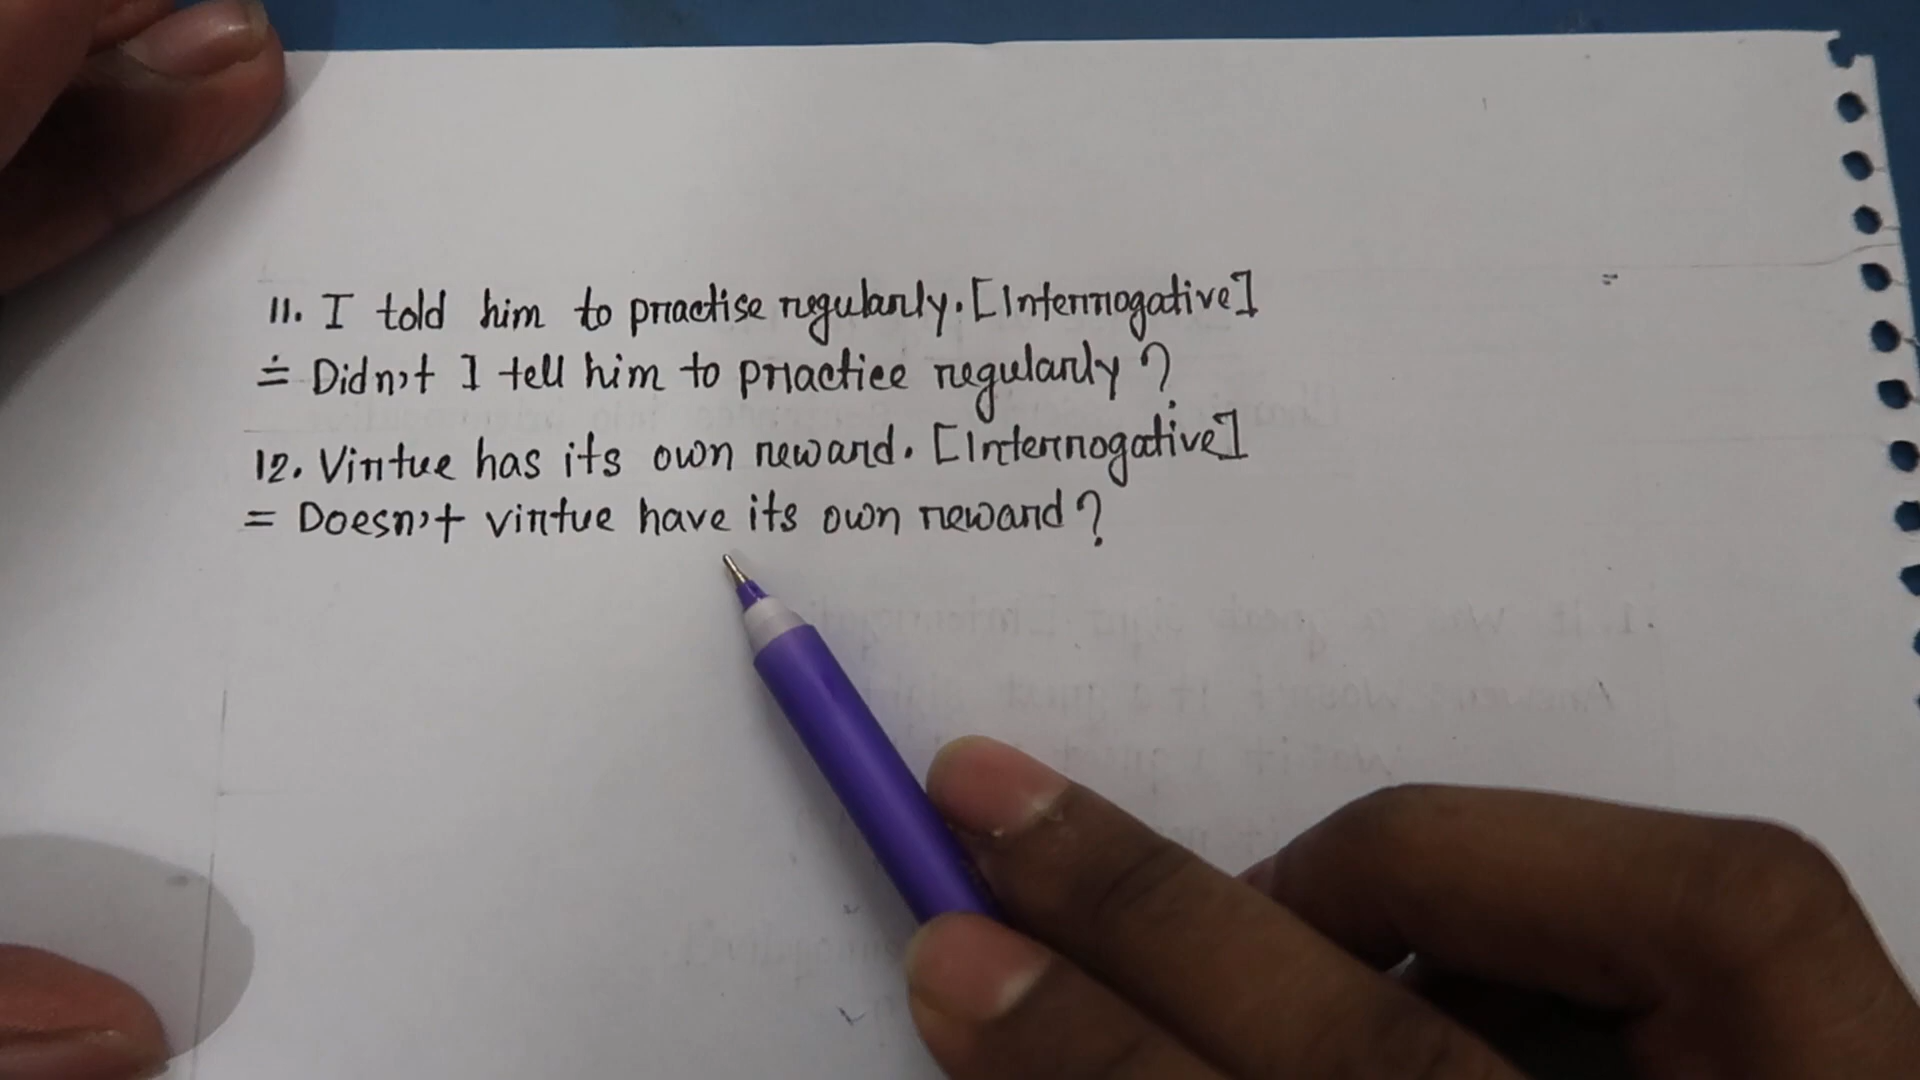 11. I told him to practise regularly. [Interrogative]
= Didn't I tell him to practice regularly?
12. Virtue has its own reward. [Interrogative]
= Doesn't virtue have its own reward?